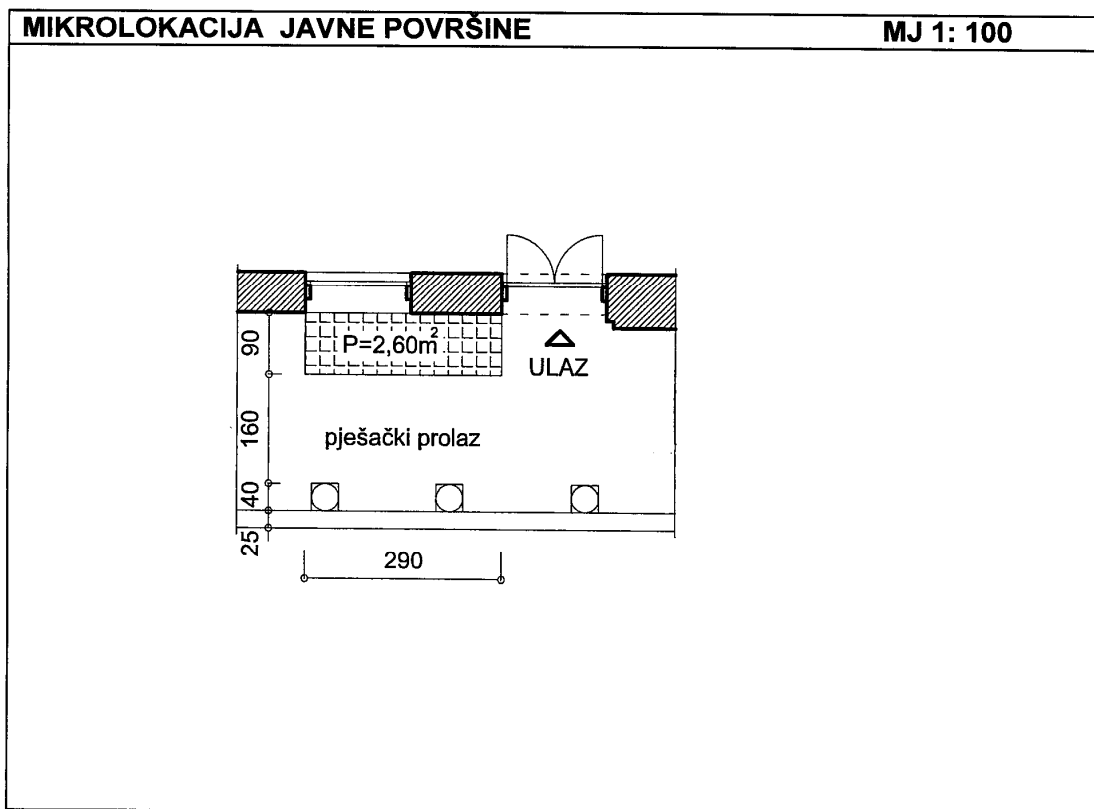 MIKROLOKACIJA JAVNE POVRŠINE
MJ 1: 100
P=2,60m²
ULAZ
90
160
pješački prolaz
40
25
290